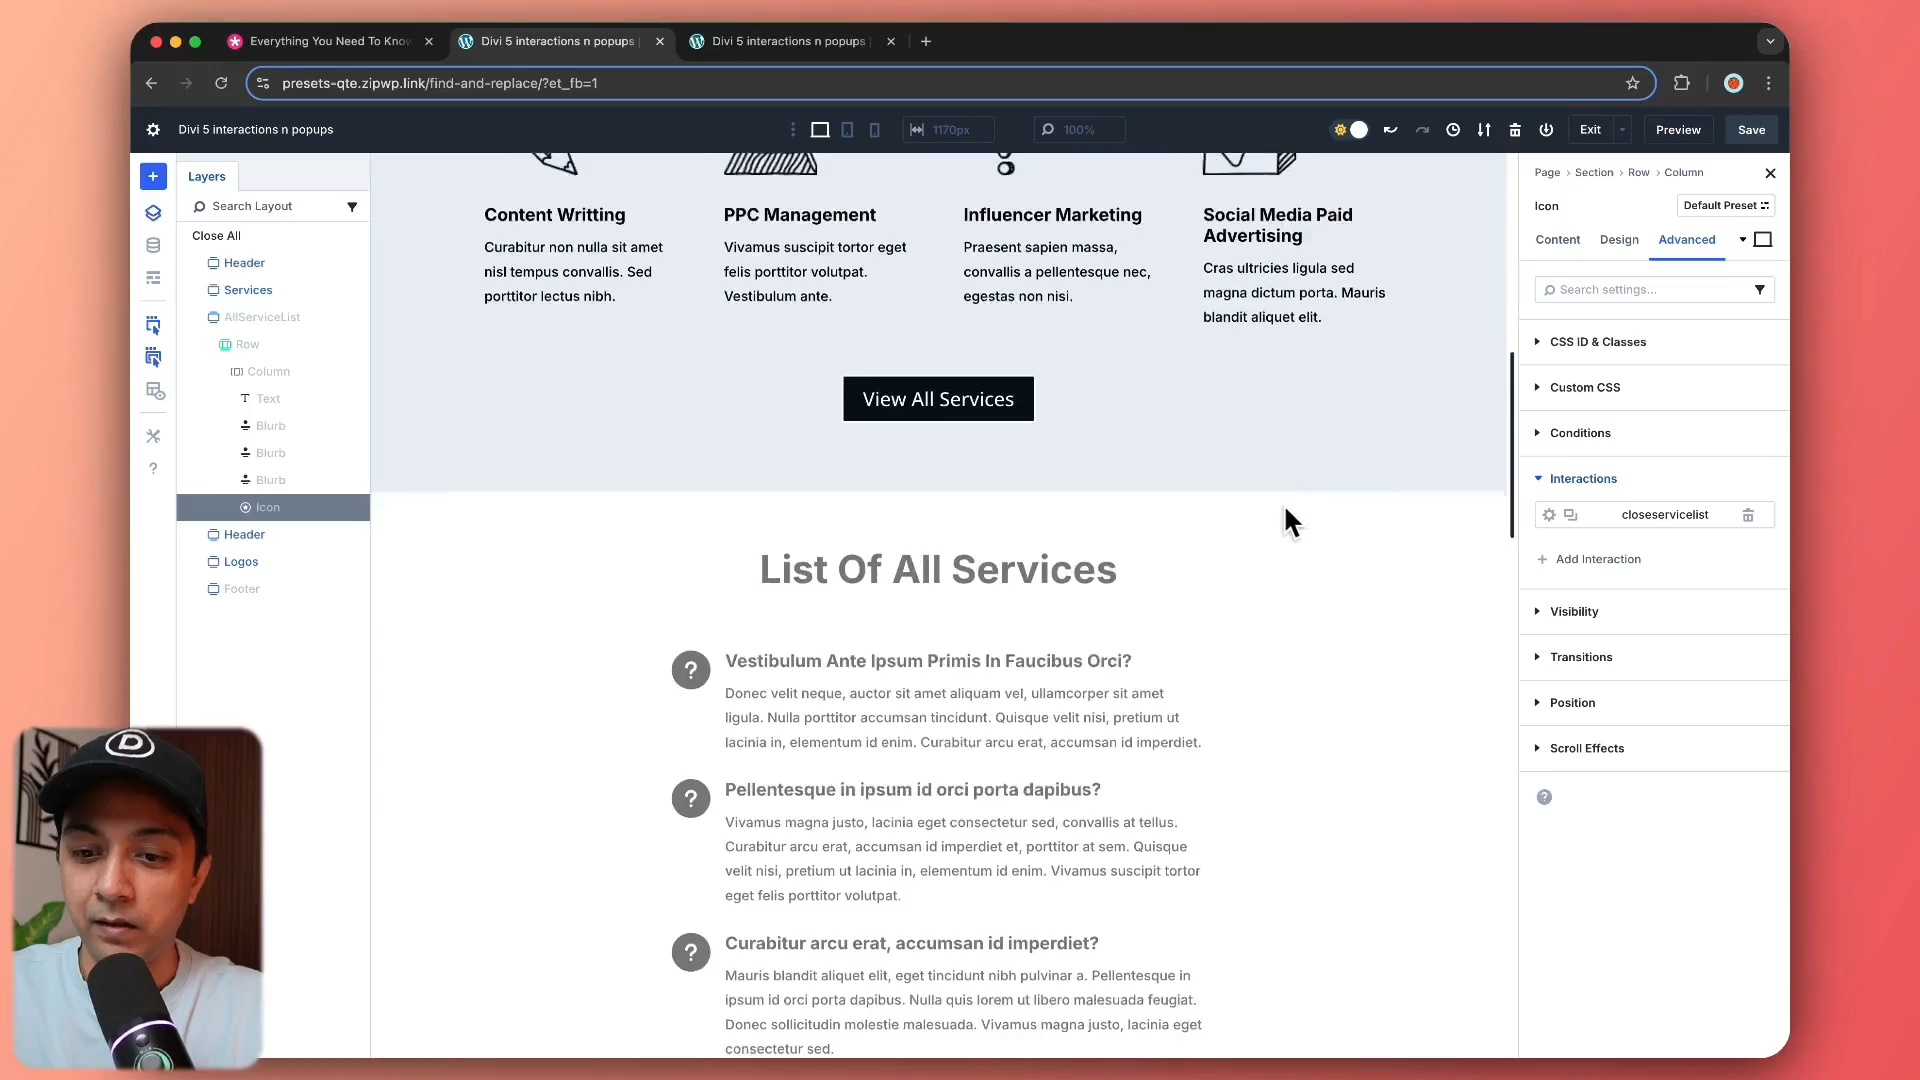 Everything You Need To Know
Divi 5 interactions n popups
Divi 5 interactions n popups
presets-qte.zipwp.link/find-and-replace/?et_fb=1
Divi 5 interactions n popups
1170px
100%
Exit
Preview
Save
Layers
Search Layout
Close All
Header
Services
AllServiceList
Row
Column
Text
Blurb
Blurb
Blurb
Icon
Header
Logos
Footer
Content Writting
Curabitur non nulla sit amet
nisl tempus convallis. Sed
porttitor lectus nibh.
PPC Management
Vivamus suscipit tortor eget
felis porttitor volutpat.
Vestibulum ante.
Influencer Marketing
Praesent sapien massa,
convallis a pellentesque nec,
egestas non nisi.
Social Media Paid
Advertising
Cras ultricies ligula sed
magna dictum porta. Mauris
blandit aliquet elit.
View All Services
List Of All Services
? Vestibulum Ante Ipsum Primis In Faucibus Orci?
Donec velit neque, auctor sit amet aliquam vel, ullamcorper sit amet
ligula. Nulla porttitor accumsan tincidunt. Quisque velit nisi, pretium ut
lacinia in, elementum id enim. Curabitur arcu erat, accumsan id imperdiet.
? Pellentesque in ipsum id orci porta dapibus?
Vivamus magna justo, lacinia eget consectetur sed, convallis at tellus.
Curabitur arcu erat, accumsan id imperdiet et, porttitor at sem. Quisque
velit nisi, pretium ut lacinia in, elementum id enim. Vivamus suscipit tortor
eget felis porttitor volutpat.
? Curabitur arcu erat, accumsan id imperdiet?
Mauris blandit aliquet elit, eget tincidunt nibh pulvinar a. Pellentesque in
ipsum id orci porta dapibus. Nulla quis lorem ut libero malesuada feugiat.
Donec sollicitudin molestie malesuada. Vivamus magna justo, lacinia eget
consectetur sed.
Page > Section > Row > Column
Icon
Default Preset
Content
Design
Advanced
Search settings...
CSS ID & Classes
Custom CSS
Conditions
Interactions
closeservicelist
+ Add Interaction
Visibility
Transitions
Position
Scroll Effects
?
?
D